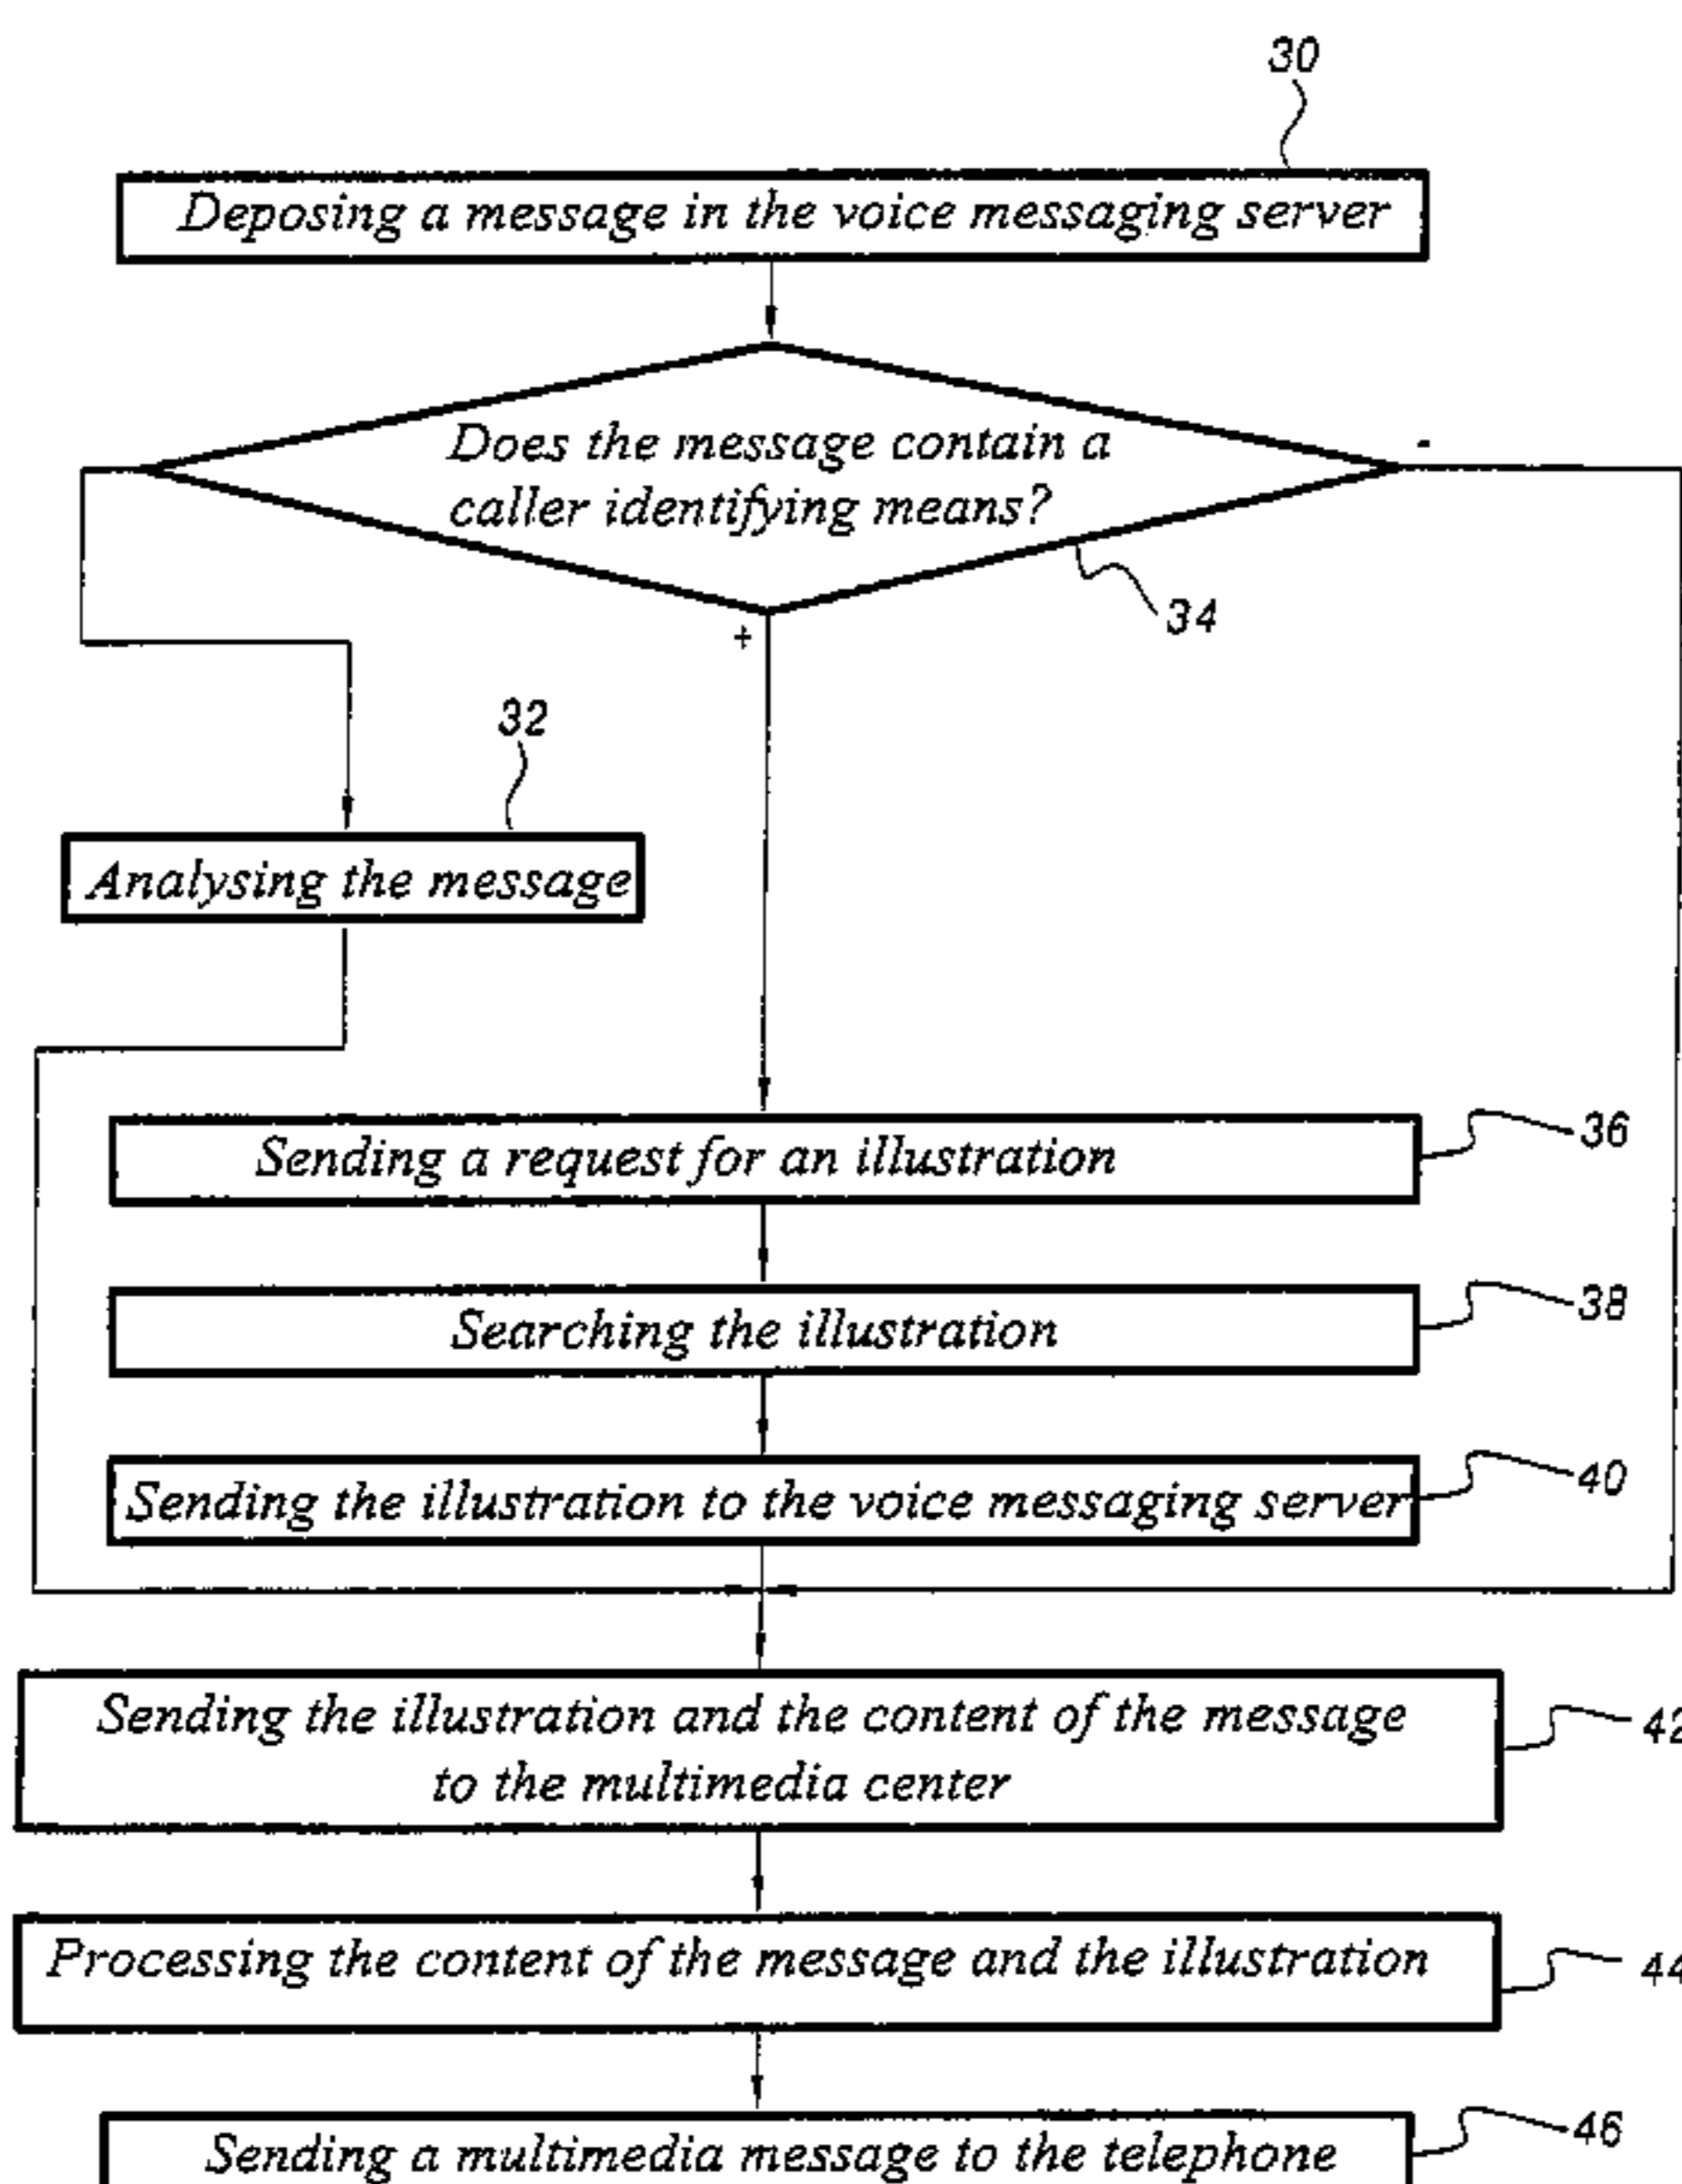 30
Deposing a message in the voice messaging server
Does the message contain a
caller identifying means?
-
34
+
32
Analysing the message
Sending a request for an illustration
36
Searching the illustration
38
Sending the illustration to the voice messaging server
40
Sending the illustration and the content of the message
to the multimedia center
42
Processing the content of the message and the illustration
44
Sending a multimedia message to the telephone
46